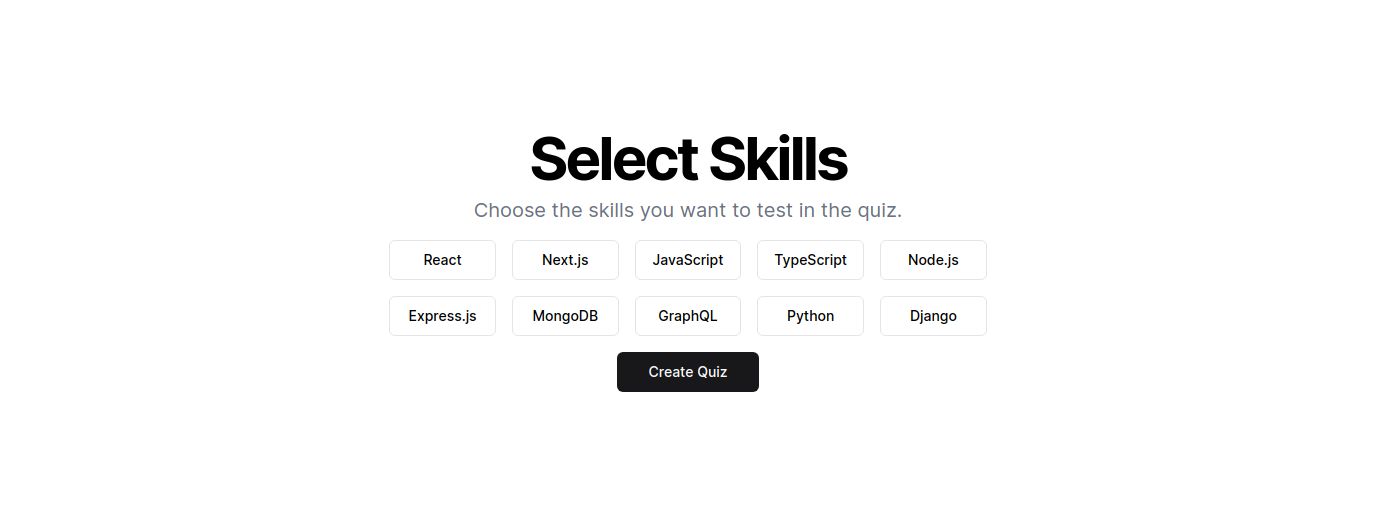 Select Skills
Choose the skills you want to test in the quiz.
React Next.js JavaScript TypeScript Node.js
Express.js MongoDB GraphQL Python Django
Create Quiz